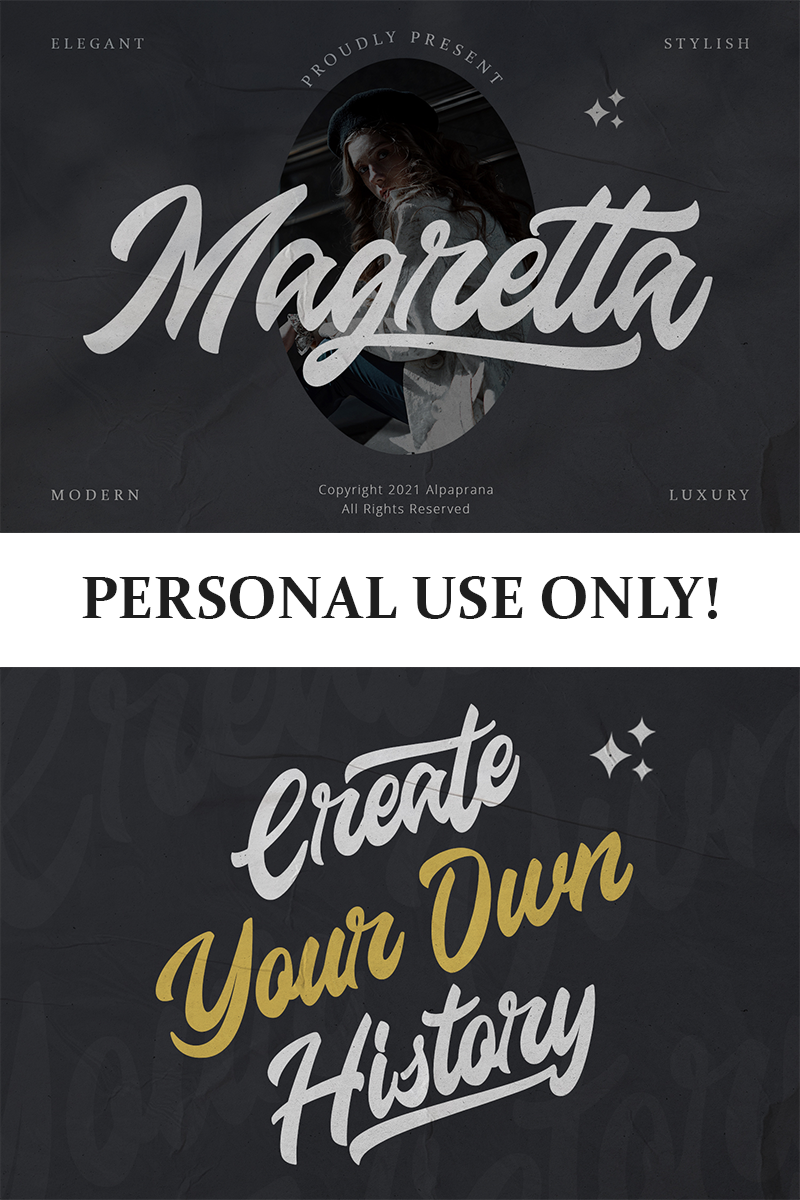 ELEGANT
PROUDLY PRESENT
STYLISH
Magretta
MODERN
Copyright 2021 Alpaprana
All Rights Reserved
LUXURY
PERSONAL USE ONLY!
Create
Your Own
History